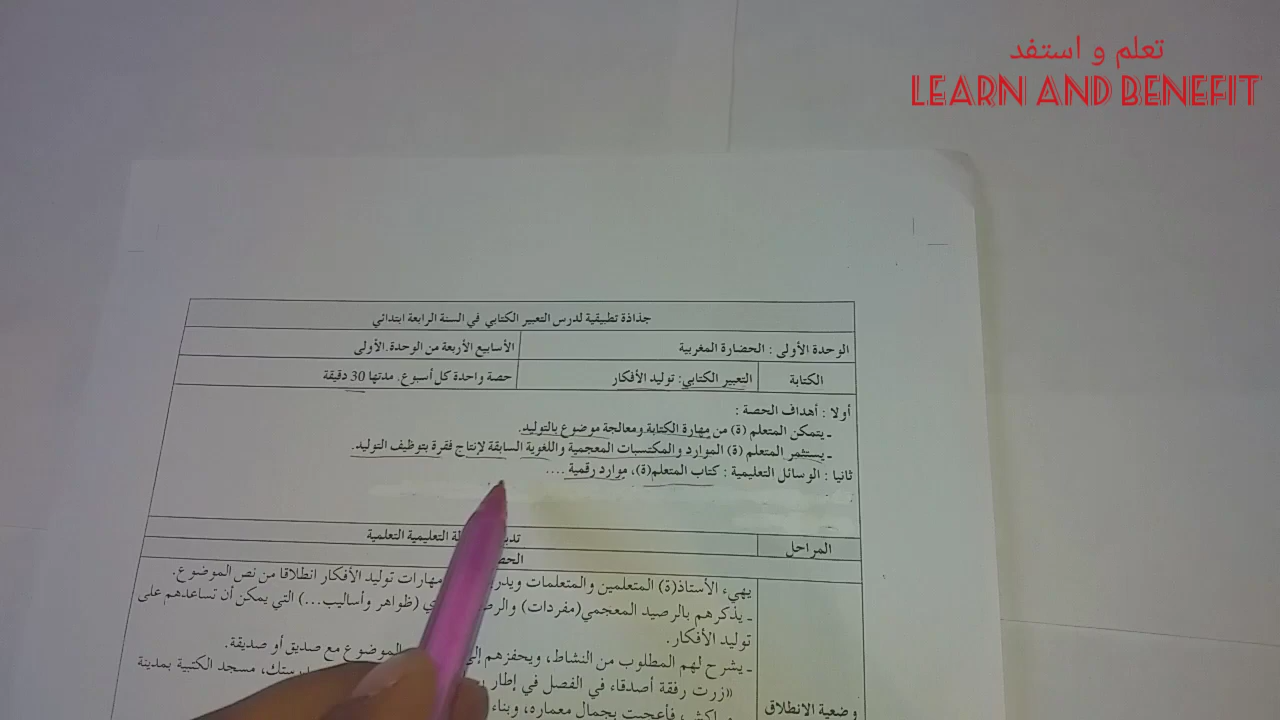 تعلم و استفد
LEARN AND BENEFIT
جذاذة تطبيقية لدرس التعبير الكتابي في السنة الرابعة ابتدائي
الوحدة الأولى : الحضارة المغربية
الأسابيع الأربعة من الوحدة.الأولى
الكتابة
التعبير الكتابي: توليد الأفكار
حصة واحدة كل أسبوع. مدتها 30 دقيقة
أولا : أهداف الحصة :
ـ يتمكن المتعلم (ة) من مهارة الكتابة ومعالجة موضوع بالتوليد.
ـ يستثمر المتعلم (ة) الموارد والمكتسبات المعجمية واللغوية السابقة لإنتاج فقرة بتوظيف التوليد.
ثانيا : الوسائل التعليمية : كتاب المتعلم(ة)، موارد رقمية ....
المراحل
التعليمية التعلمية
يهيء الأستاذ(ة) المتعلمين والمتعلمات مهارات توليد الأفكار انطلاقا من نص الموضوع.
ـ يذكرهم بالرصيد المعجمي(مفردات) (ظواهر وأساليب...) التي يمكن أن تساعدهم على
توليد الأفكار.
ـ يشرح لهم المطلوب من النشاط، ويحفزهم الموضوع مع صديق أو صديقة.
«زرت رفقة أصدقاء في الفصل في إطار مسجد الكتبية بمدينة
فأعجبت بجمال معماره،
وضعية الانطلاق